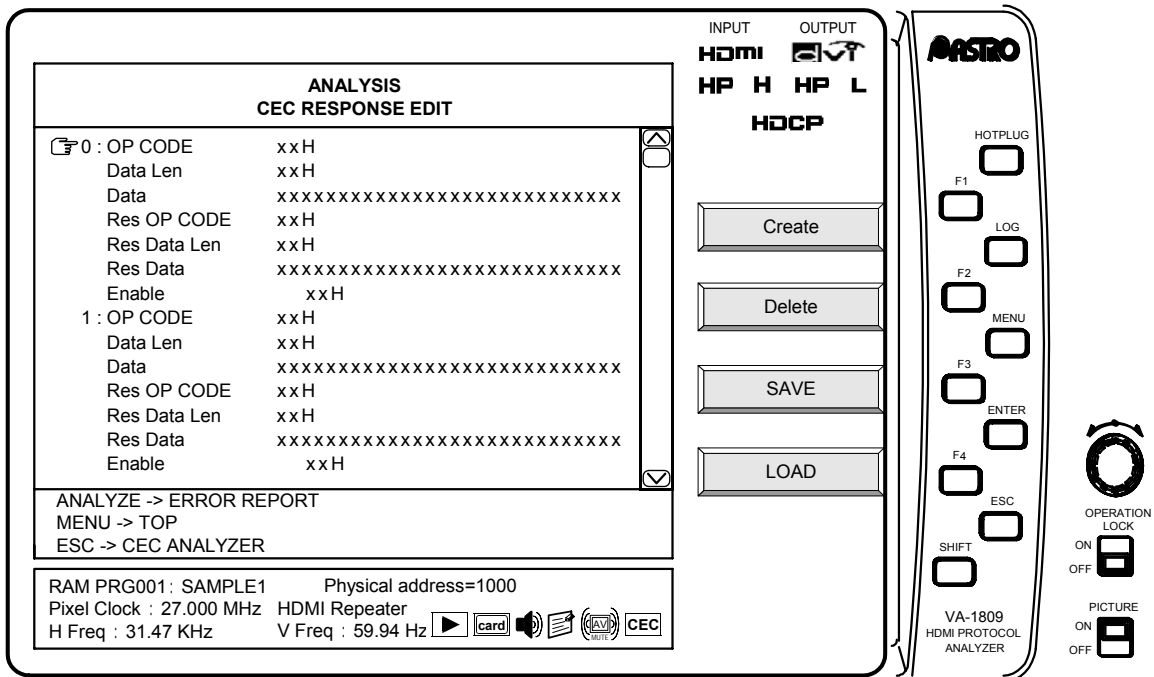 INPUT OUTPUT
HDMI DVI
HP H HP L
HDCP
ANALYSIS
CEC RESPONSE EDIT
0 : OP CODE xxH
Data Len xxH
Data xxxxxxxxxxxxxxxxxxxxxxxxxxxx
Res OP CODE xxH
Res Data Len xxH
Res Data xxxxxxxxxxxxxxxxxxxxxxxxxxxx
Enable xxH
1 : OP CODE xxH
Data Len xxH
Data xxxxxxxxxxxxxxxxxxxxxxxxxxxx
Res OP CODE xxH
Res Data Len xxH
Res Data xxxxxxxxxxxxxxxxxxxxxxxxxxxx
Enable xxH
ANALYZE -> ERROR REPORT
MENU -> TOP
ESC -> CEC ANALYZER
RAM PRG001: SAMPLE1 Physical address=1000
Pixel Clock : 27.000 MHz HDMI Repeater
H Freq : 31.47 KHz V Freq : 59.94 Hz card AV MUTE CEC
Create
Delete
SAVE
LOAD
ASTRO
HOTPLUG
F1
LOG
F2
MENU
F3
ENTER
F4
ESC
SHIFT
VA-1809
HDMI PROTOCOL
ANALYZER
OPERATION
LOCK
ON
OFF
PICTURE
ON
OFF